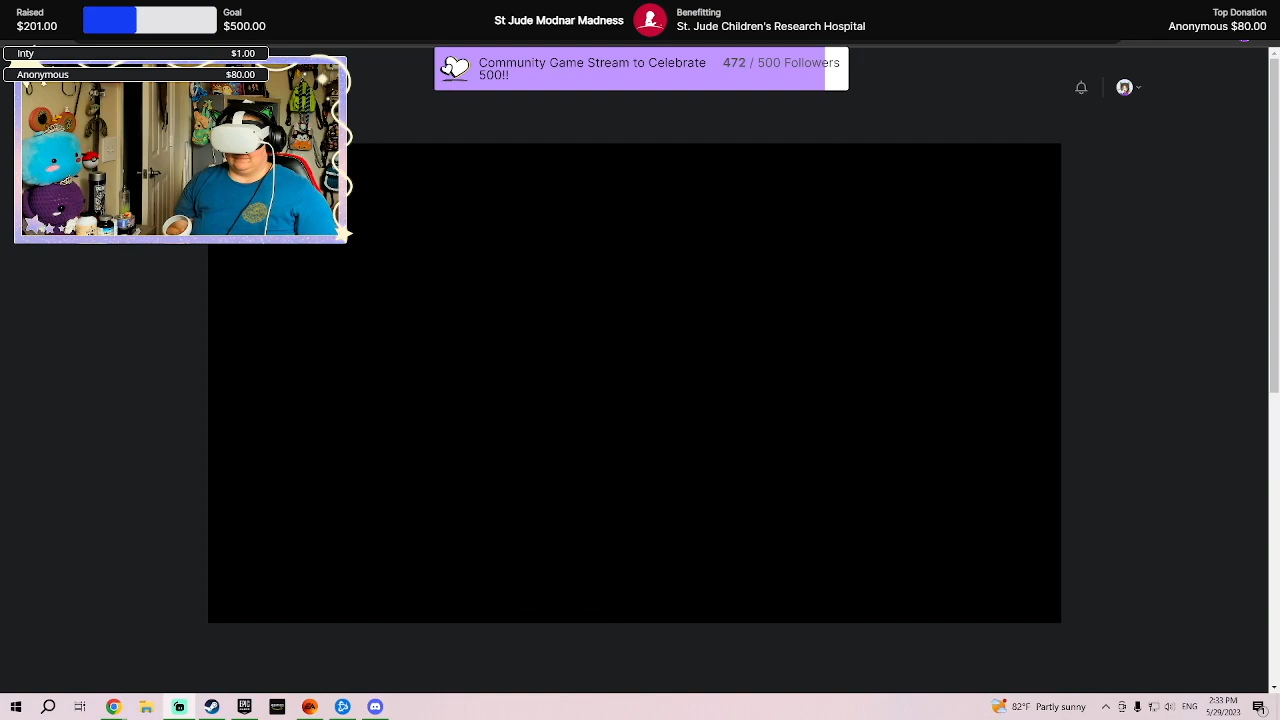 Raised
$201.00
Goal
$500.00
St Jude Modnar Madness
Benefitting
St. Jude Children's Research Hospital
Top Donation
Anonymous $80.00
Inty $1.00
Anonymous $80.00
Community Game Stream to Celebrate 500!!
472 / 500 Followers
82°F Partly sunny
ENG
2:33 PM
5/29/2023